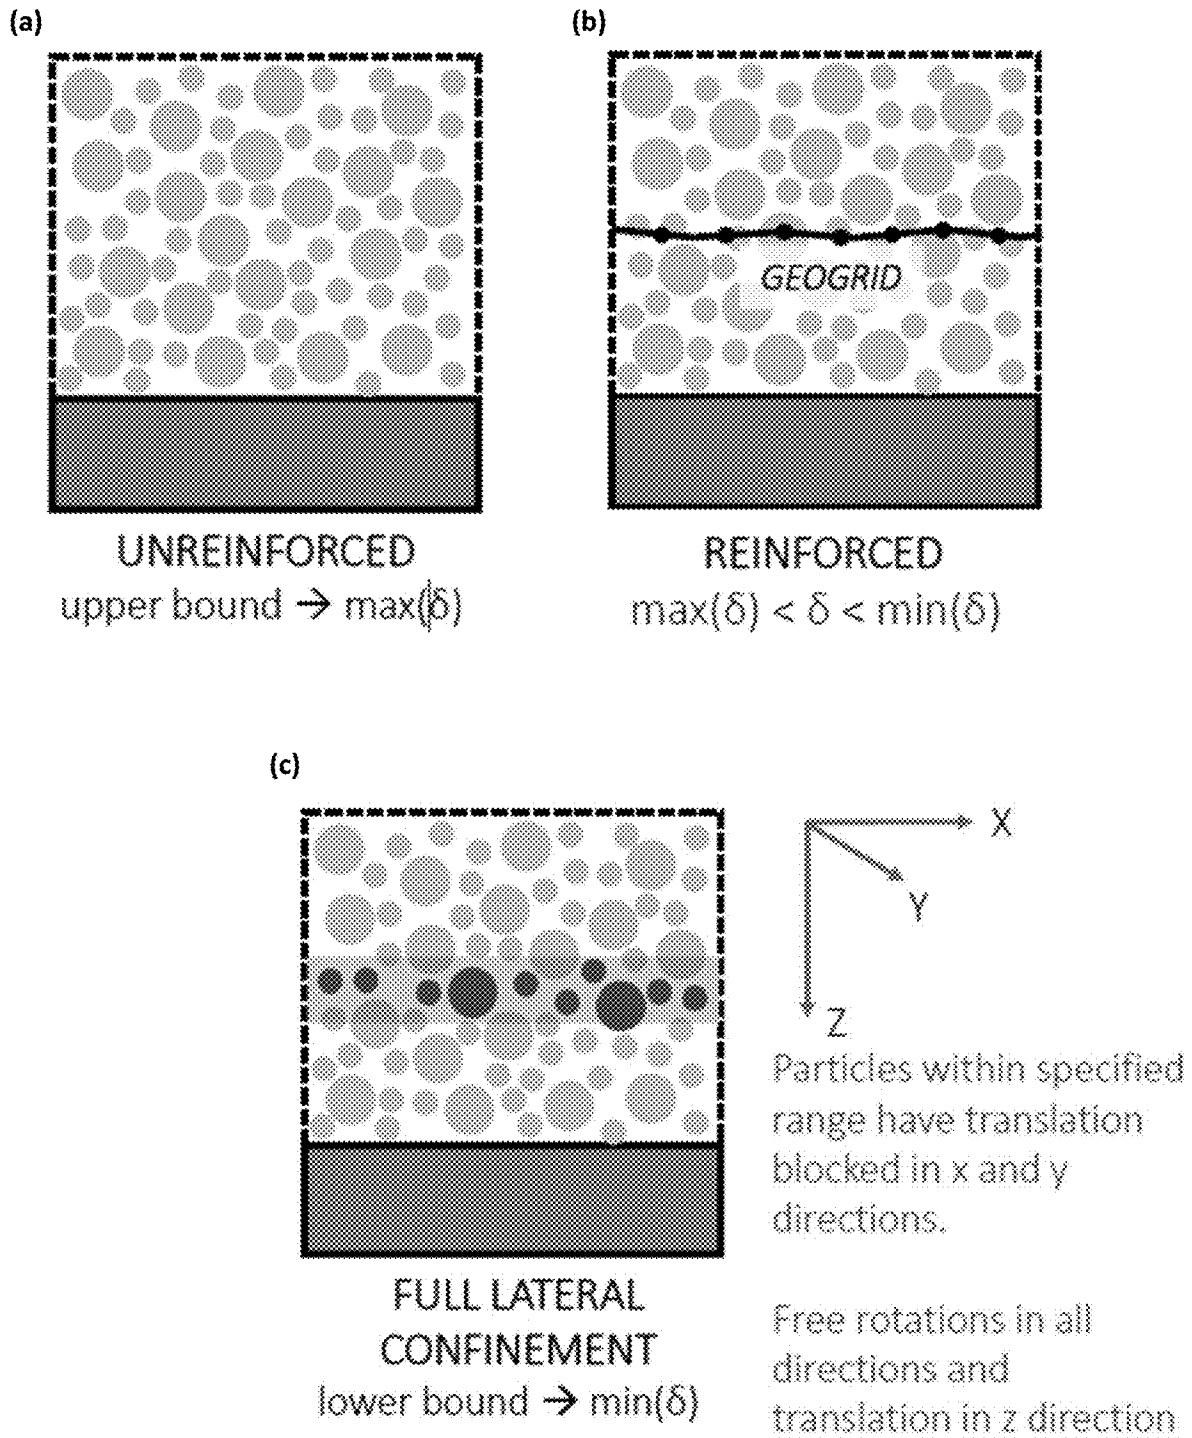 (a)
(b)
GEOGRID
UNREINFORCED
upper bound → max(δ)
REINFORCED
max(δ) < δ < min(δ)
(c)
X
Y
Z
Particles within specified
range have translation
blocked in x and y
directions.
FULL LATERAL
CONFINEMENT
lower bound → min(δ)
Free rotations in all
directions and
translation in z direction